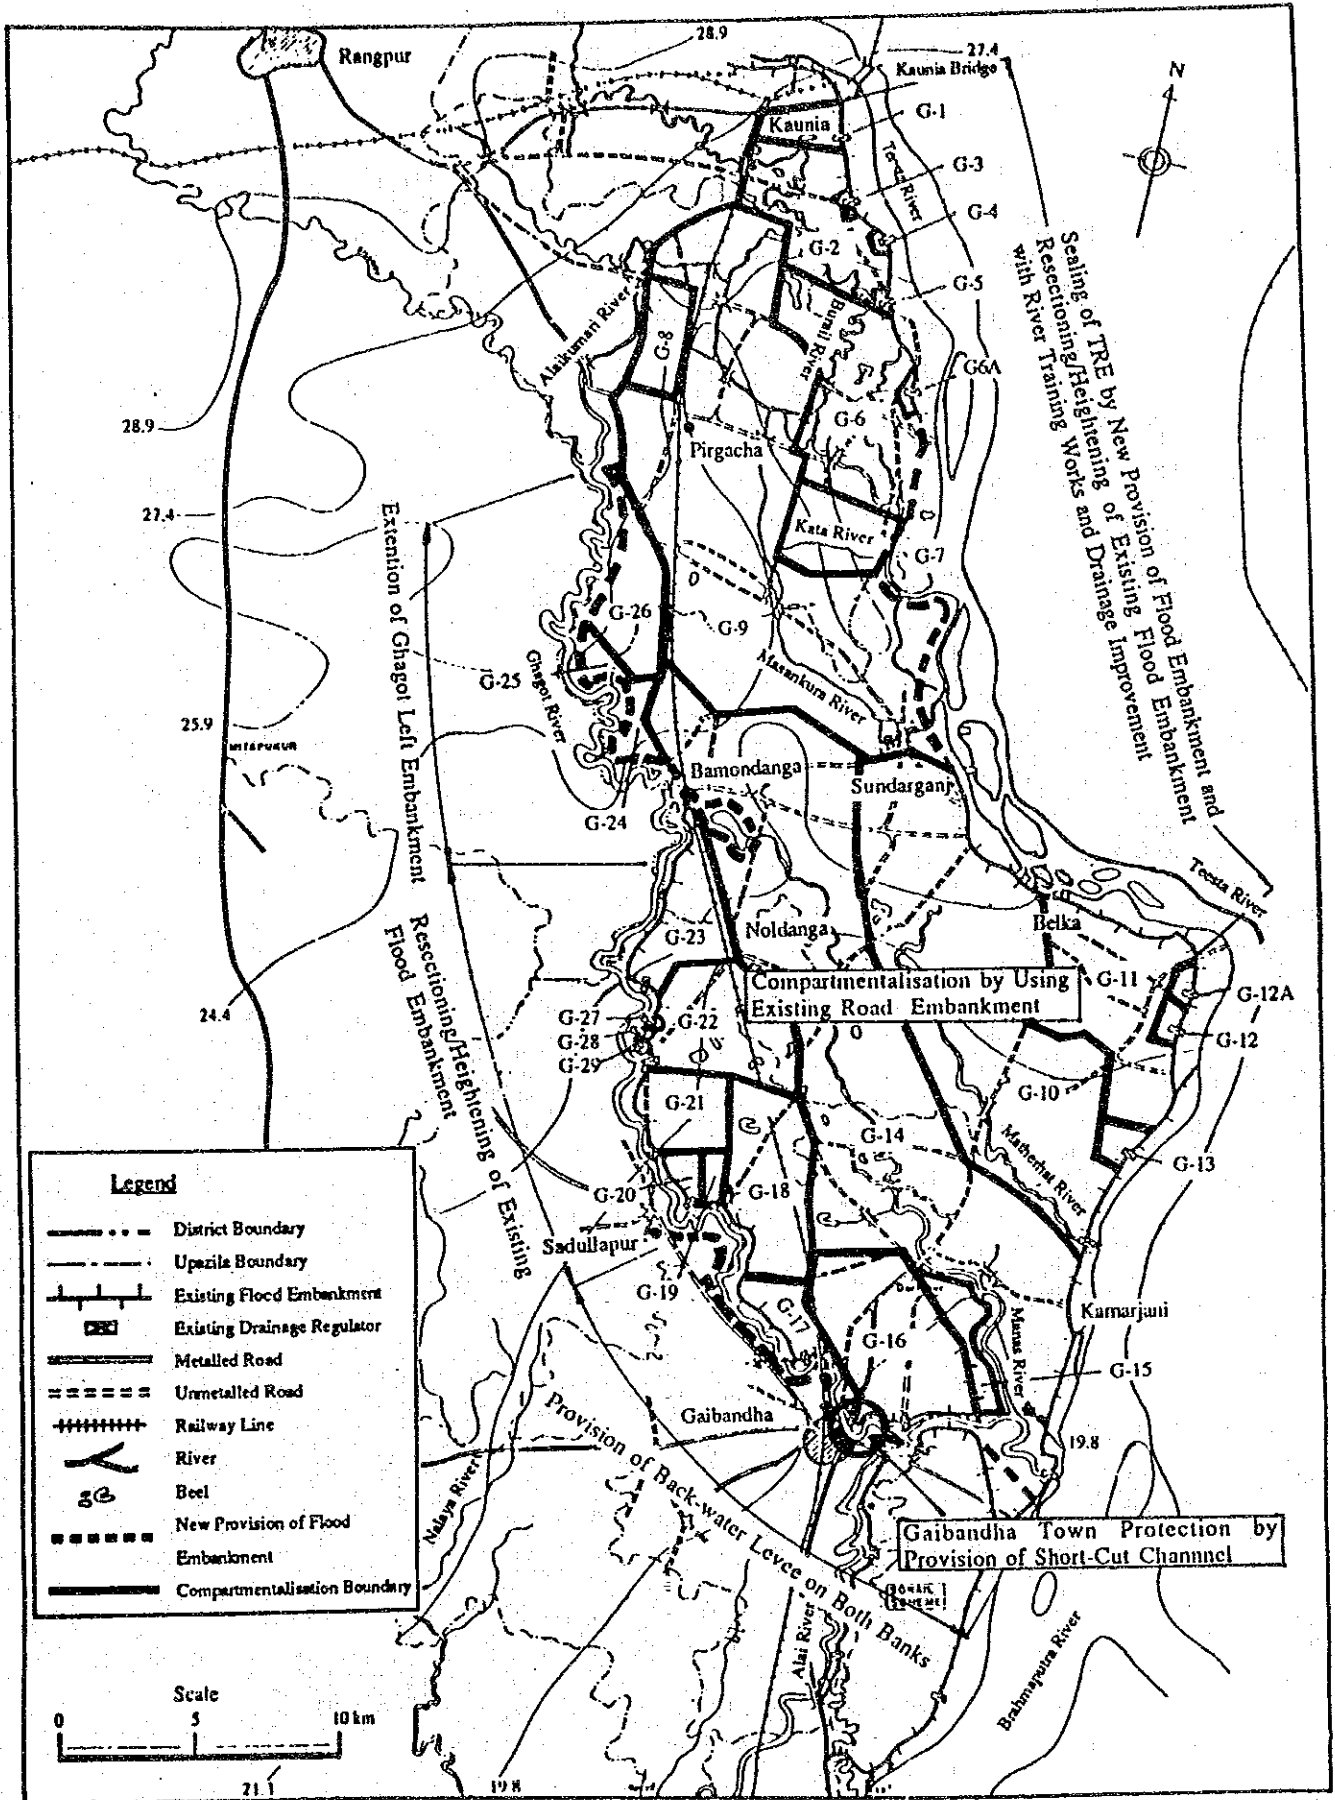 28.9
27.4
Rangpur
Kaunia Bridge
N
Kaunia
G-1
G-3
River
G-4
G-2
G-5
Alaikumari River
Burail River
G-8
G6A
G-6
28.9
Pirgacha
Sealing of TRE by New Provision of Flood Embankment and
Resectioning/Heightening of Existing Flood Embankment
with River Training Works and Drainage Improvement
27.4
Kata River
G-7
Extention of Ghagot Left Embankment
G-26
G-9
G-25
Ghagot River
Masankura River
25.9
Bamondanga
Sundarganj
G-24
Teesta River
Belka
G-23
Noldanga
Resectioning/Heightening of Existing
Flood Embankment
Compartmentalisation by Using
Existing Road Embankment
G-11
G-12A
24.4
G-27
G-22
G-28
G-12
G-29
G-10
G-21
G-14
Matherhat River
G-13
G-20
G-18
Sadullapur
G-19
G-17
G-16
Kamarjani
Manas River
G-15
Gaibandha
19.8
Provision of Back-water Levee on Both Banks
Nalaya River
Gaibandha Town Protection by
Provision of Short-Cut Channnel
Alai River
Brahmaputra River
Legend
District Boundary
Upazila Boundary
Existing Flood Embankment
Existing Drainage Regulator
Metalled Road
Unmetalled Road
Railway Line
River
Beel
New Provision of Flood
Embankment
Compartmentalisation Boundary
Scale
0 5 10 km
21.1
19.8